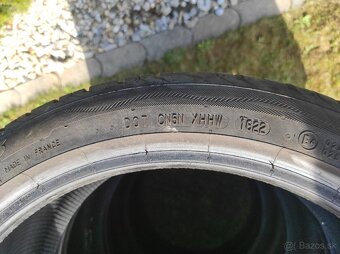 MADE IN FRANCE
DOT CN5N XHHW 1822
bazos.sk